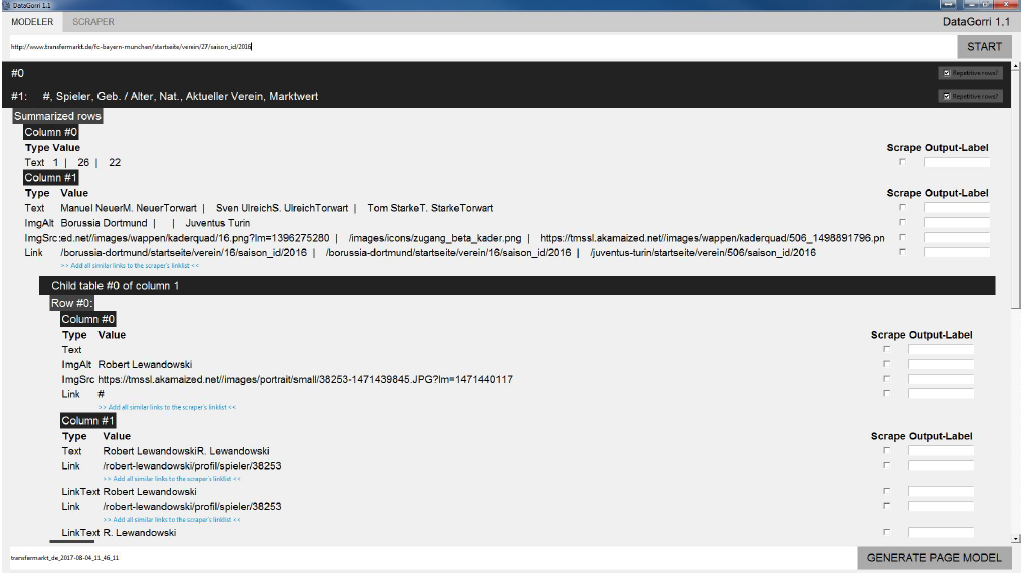 DataGorri 1.1
MODELER SCRAPER DataGorri 1.1
http://www.transfermarkt.de/fc-bayern-munchen/startseite/verein/27/saison_id/2016 START
#0 Repetitive rows?
#1: #, Spieler, Geb. / Alter, Nat., Aktueller Verein, Marktwert Repetitive rows?
Summarized rows
Column #0
Type Value Scrape Output-Label
Text 1 | 26 | 22
Column #1
Type Value Scrape Output-Label
Text Manuel NeuerM. NeuerTorwart | Sven UlreichS. UlreichTorwart | Tom StarkeT. StarkeTorwart
ImgAlt Borussia Dortmund | | Juventus Turin
ImgSrc:ed.net//images/wappen/kaderquad/16.png?lm=1396275280 | /images/icons/zugang_beta_kader.png | https://tmssl.akamaized.net//images/wappen/kaderquad/506_1498891796.pn
Link /borussia-dortmund/startseite/verein/16/saison_id/2016 | /borussia-dortmund/startseite/verein/16/saison_id/2016 | /juventus-turin/startseite/verein/506/saison_id/2016
>> Add all similar links to the scraper's linklist <<
Child table #0 of column 1
Row #0:
Column #0
Type Value Scrape Output-Label
Text
ImgAlt Robert Lewandowski
ImgSrc https://tmssl.akamaized.net//images/portrait/small/38253-1471439845.JPG?lm=1471440117
Link #
>> Add all similar links to the scraper's linklist <<
Column #1
Type Value Scrape Output-Label
Text Robert LewandowskiR. Lewandowski
Link /robert-lewandowski/profil/spieler/38253
>> Add all similar links to the scraper's linklist <<
LinkText Robert Lewandowski
Link /robert-lewandowski/profil/spieler/38253
>> Add all similar links to the scraper's linklist <<
LinkText R. Lewandowski
transfermarkt_de_2017-08-04_11_46_11 GENERATE PAGE MODEL